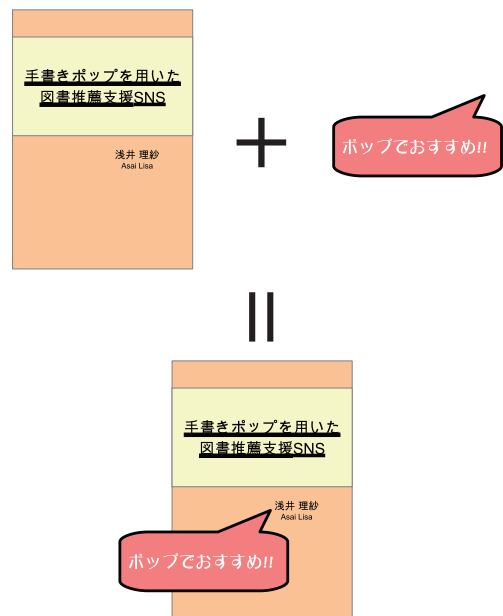 手書きポップを用いた
図書推薦支援SNS
浅井 理紗
Asai Lisa
+
ポップでおすすめ!!
=
手書きポップを用いた
図書推薦支援SNS
浅井 理紗
Asai Lisa
ポップでおすすめ!!